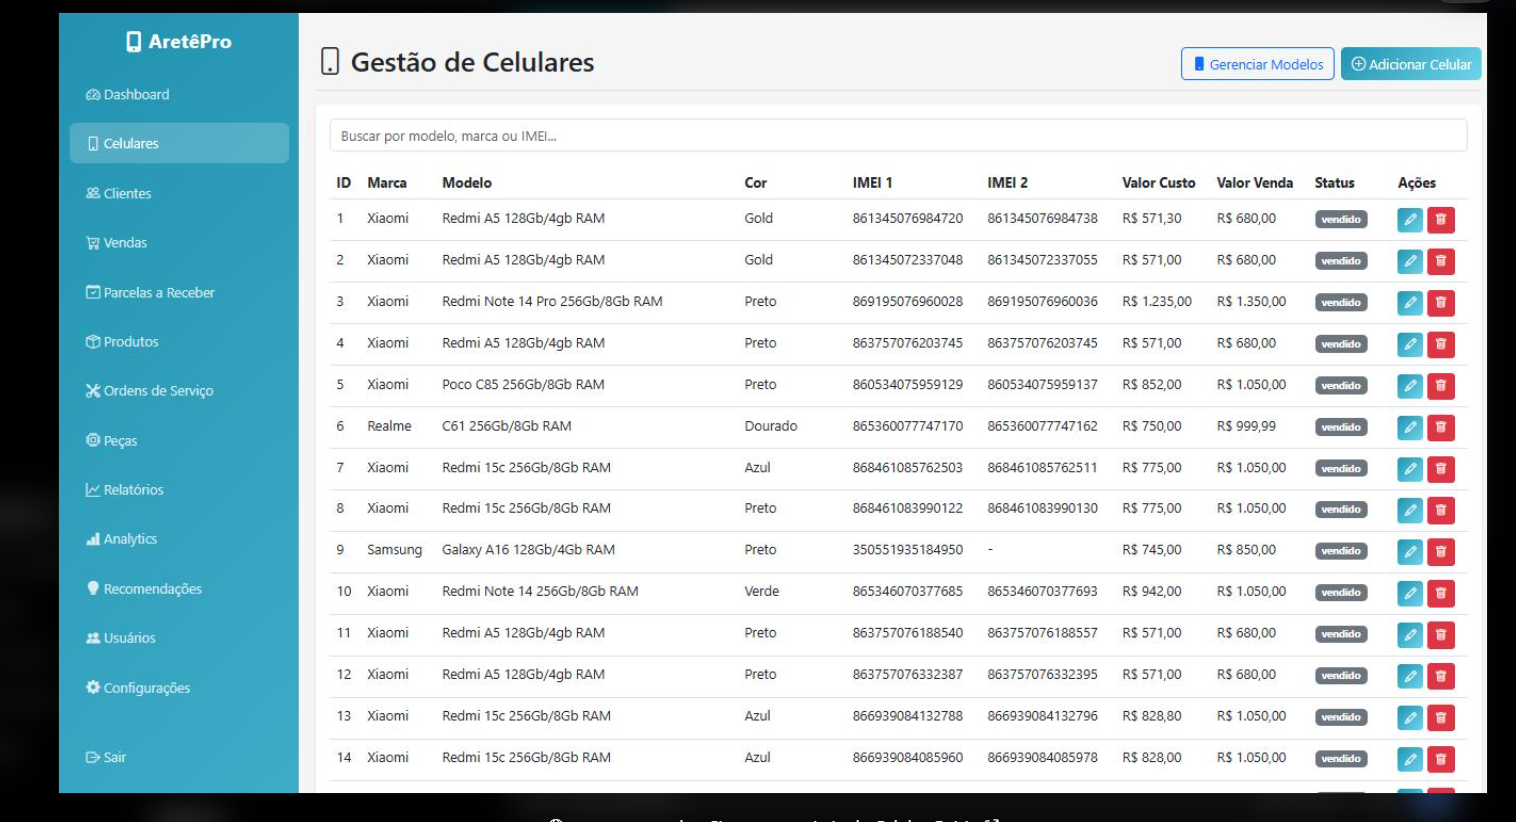 AretêPro
Dashboard
Celulares
Clientes
Vendas
Parcelas a Receber
Produtos
Ordens de Serviço
Peças
Relatórios
Analytics
Recomendações
Usuários
Configurações
Sair
Gestão de Celulares
Gerenciar Modelos
Adicionar Celular
Buscar por modelo, marca ou IMEI...
ID Marca Modelo Cor IMEI 1 IMEI 2 Valor Custo Valor Venda Status Ações
1 Xiaomi Redmi A5 128Gb/4gb RAM Gold 861345076984720 861345076984738 R$ 571,30 R$ 680,00 vendido
2 Xiaomi Redmi A5 128Gb/4gb RAM Gold 861345072337048 861345072337055 R$ 571,00 R$ 680,00 vendido
3 Xiaomi Redmi Note 14 Pro 256Gb/8Gb RAM Preto 869195076960028 869195076960036 R$ 1.235,00 R$ 1.350,00 vendido
4 Xiaomi Redmi A5 128Gb/4gb RAM Preto 863757076203745 863757076203745 R$ 571,00 R$ 680,00 vendido
5 Xiaomi Poco C85 256Gb/8Gb RAM Preto 860534075959129 860534075959137 R$ 852,00 R$ 1.050,00 vendido
6 Realme C61 256Gb/8Gb RAM Dourado 865360077747170 865360077747162 R$ 750,00 R$ 999,99 vendido
7 Xiaomi Redmi 15c 256Gb/8Gb RAM Azul 868461085762503 868461085762511 R$ 775,00 R$ 1.050,00 vendido
8 Xiaomi Redmi 15c 256Gb/8Gb RAM Preto 868461083990122 868461083990130 R$ 775,00 R$ 1.050,00 vendido
9 Samsung Galaxy A16 128Gb/4Gb RAM Preto 350551935184950 - R$ 745,00 R$ 850,00 vendido
10 Xiaomi Redmi Note 14 256Gb/8Gb RAM Verde 865346070377685 865346070377693 R$ 942,00 R$ 1.050,00 vendido
11 Xiaomi Redmi A5 128Gb/4gb RAM Preto 863757076188540 863757076188557 R$ 571,00 R$ 680,00 vendido
12 Xiaomi Redmi A5 128Gb/4gb RAM Preto 863757076332387 863757076332395 R$ 571,00 R$ 680,00 vendido
13 Xiaomi Redmi 15c 256Gb/8Gb RAM Azul 866939084132788 866939084132796 R$ 828,80 R$ 1.050,00 vendido
14 Xiaomi Redmi 15c 256Gb/8Gb RAM Azul 866939084085960 866939084085978 R$ 828,00 R$ 1.050,00 vendido